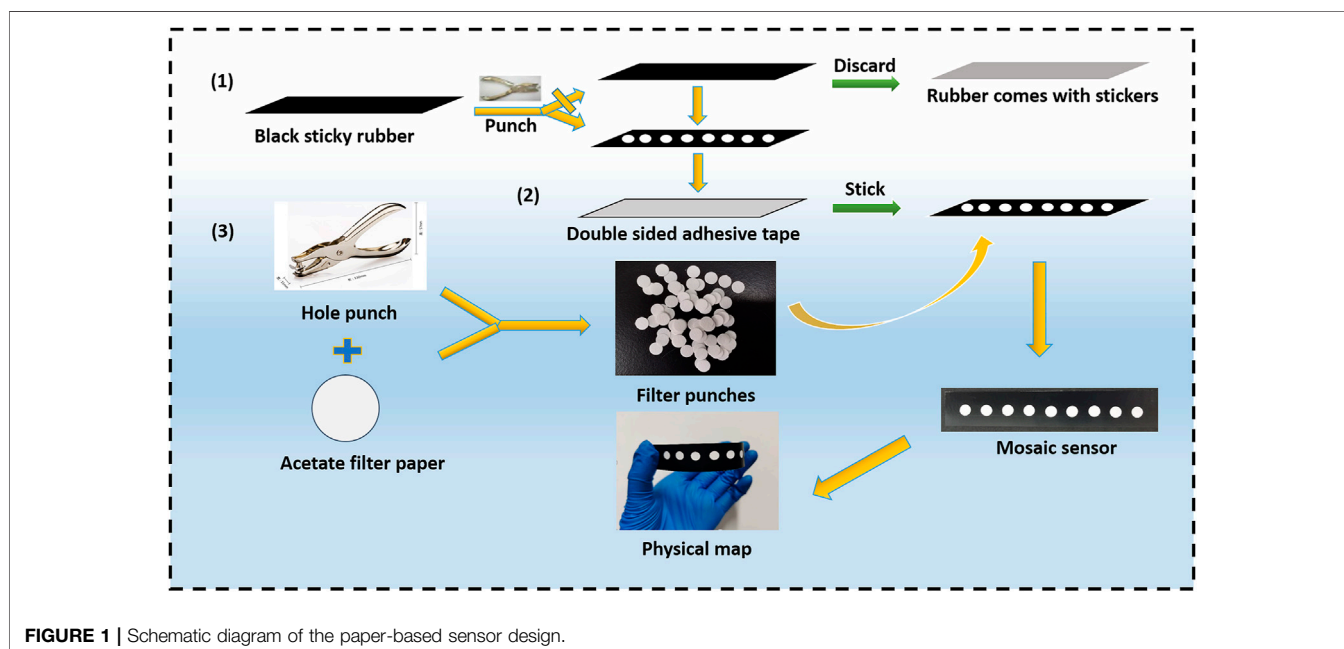 (1)
Black sticky rubber
Punch
Discard
Rubber comes with stickers
(2)
Double sided adhesive tape
Stick
(3)
Hole punch
Acetate filter paper
Filter punches
Mosaic sensor
Physical map
FIGURE 1 | Schematic diagram of the paper-based sensor design.